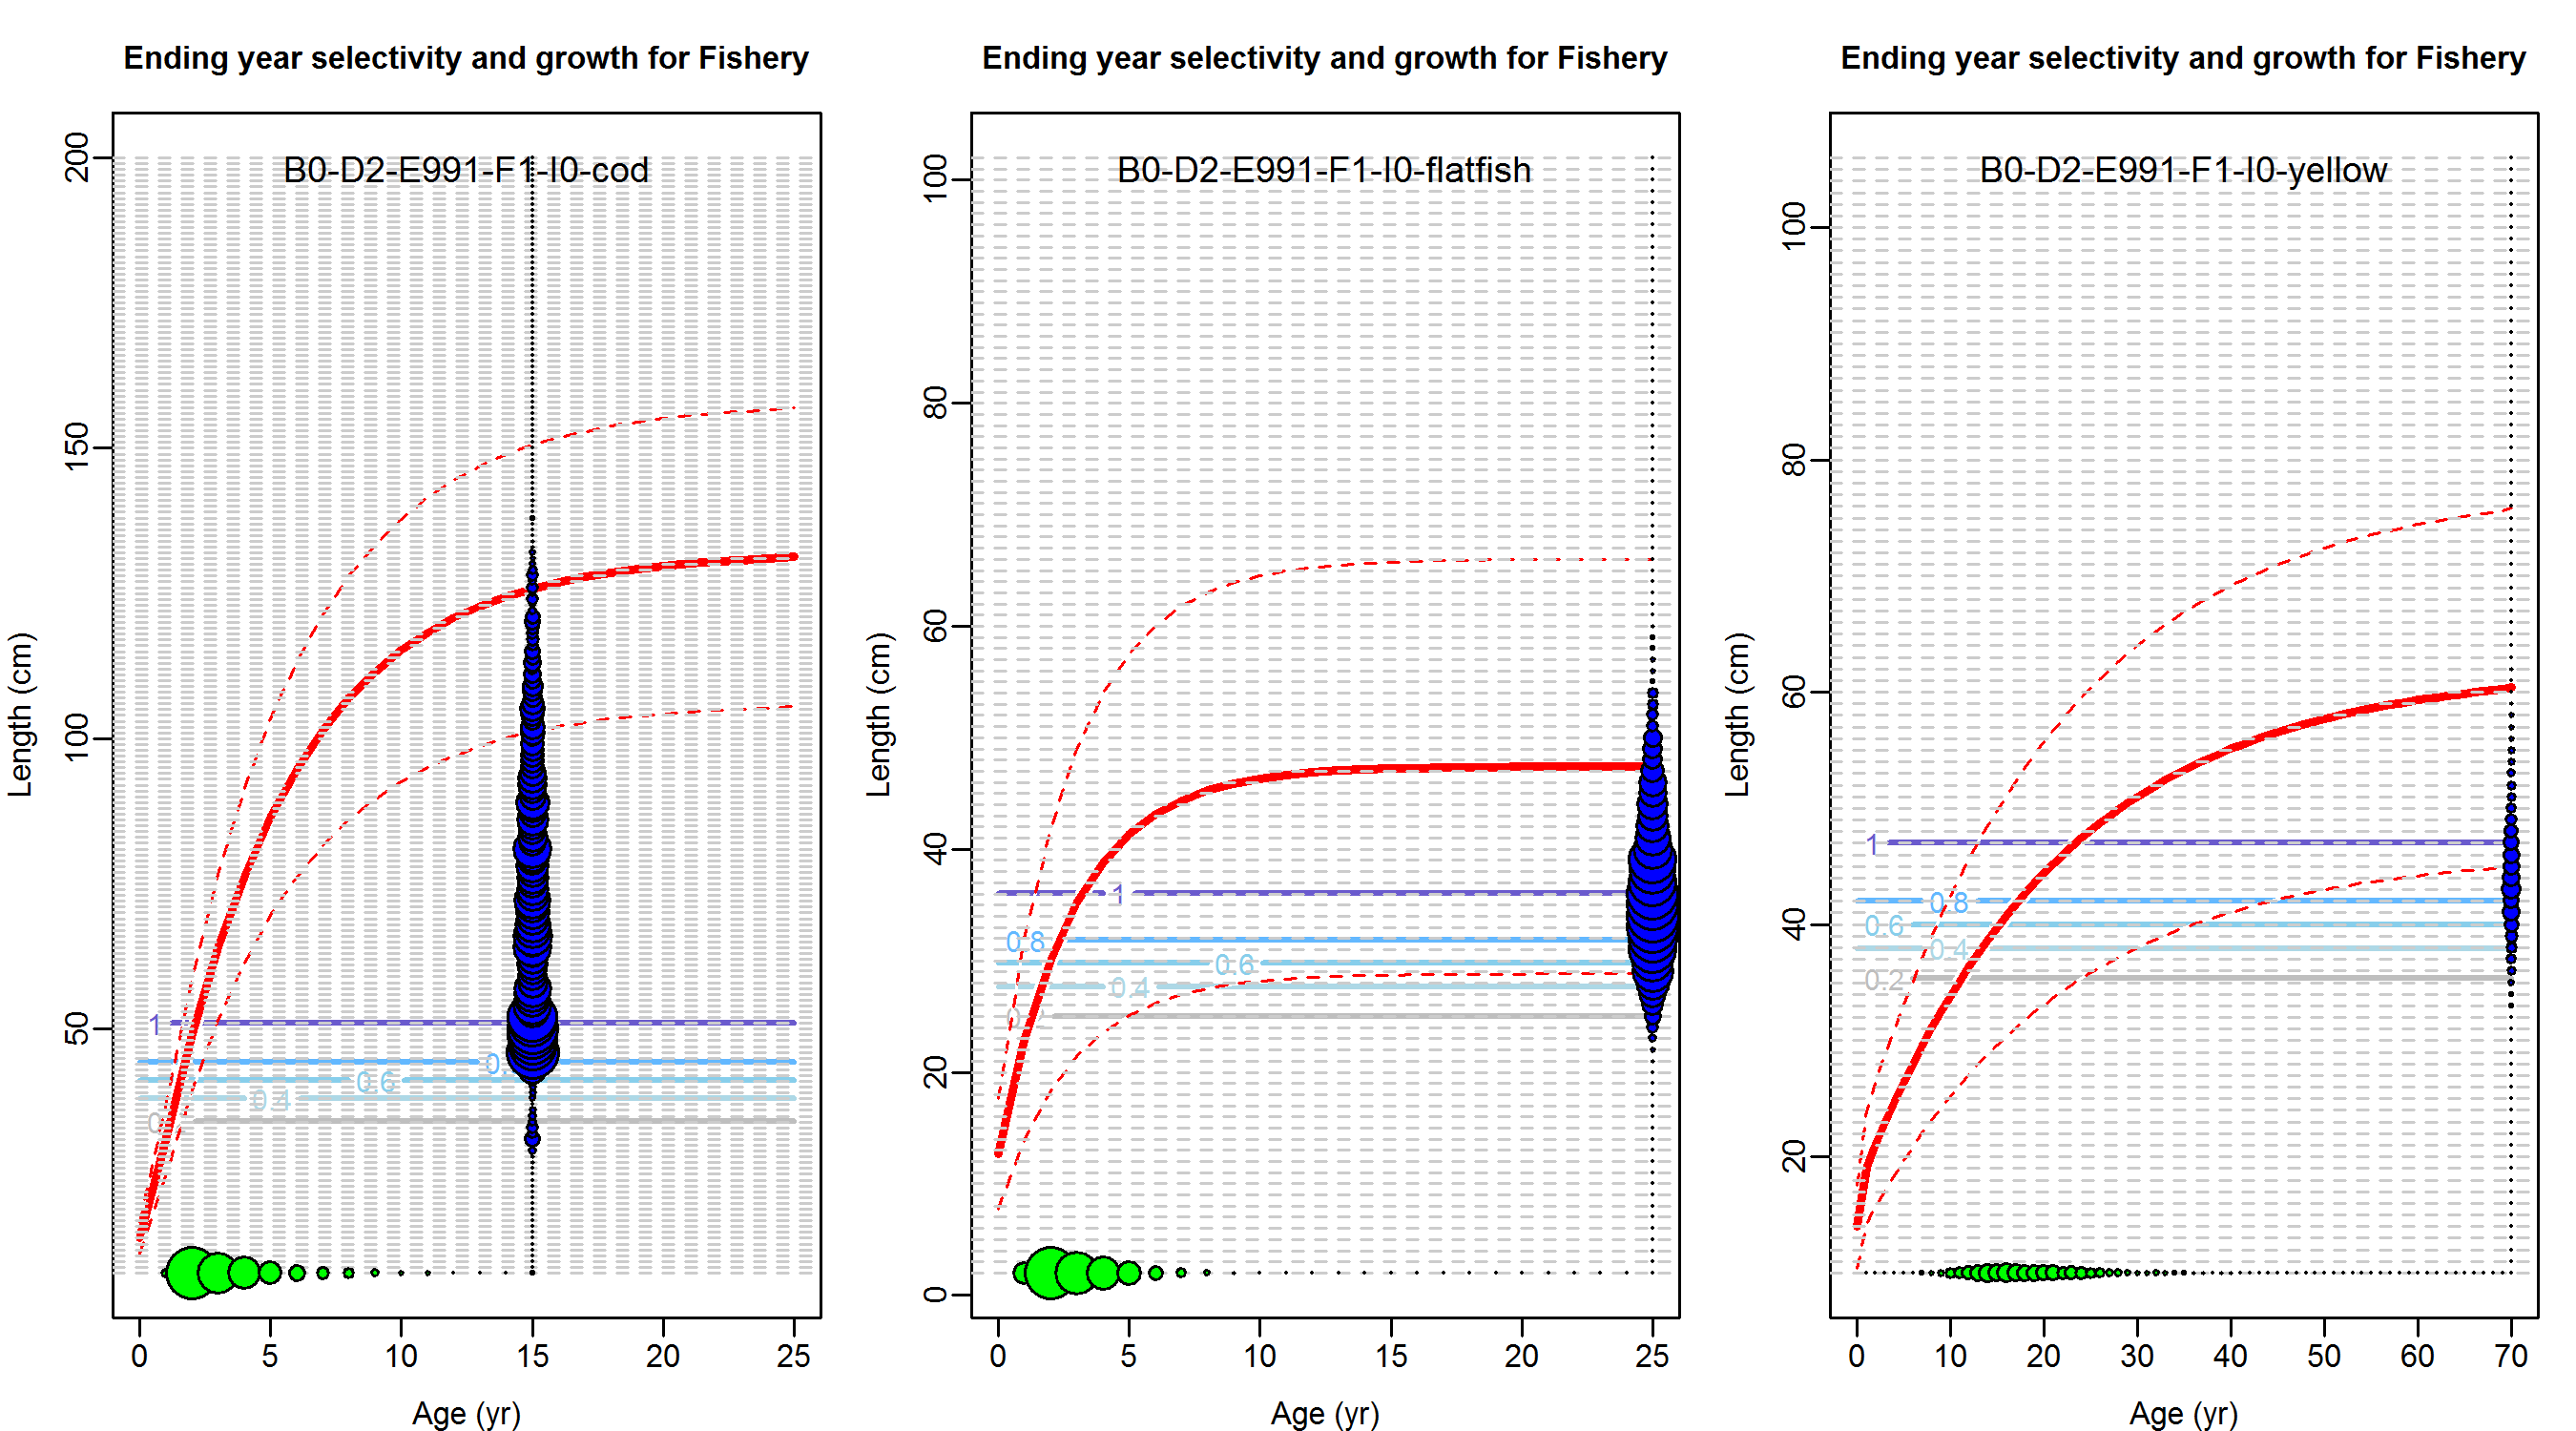 Ending year selectivity and growth for Fishery
B0-D2-E991-F1-I0-cod
200
150
100
50
Length (cm)
1
0.6
0.4
0 5 10 15 20 25
Age (yr)
Ending year selectivity and growth for Fishery
B0-D2-E991-F1-I0-flatfish
100
80
60
40
20
0
Length (cm)
1
0.8
0.6
0.4
0 5 10 15 20 25
Age (yr)
Ending year selectivity and growth for Fishery
B0-D2-E991-F1-I0-yellow
100
80
60
40
20
Length (cm)
1
0.8
0.6
0.4
0.2
0 10 20 30 40 50 60 70
Age (yr)